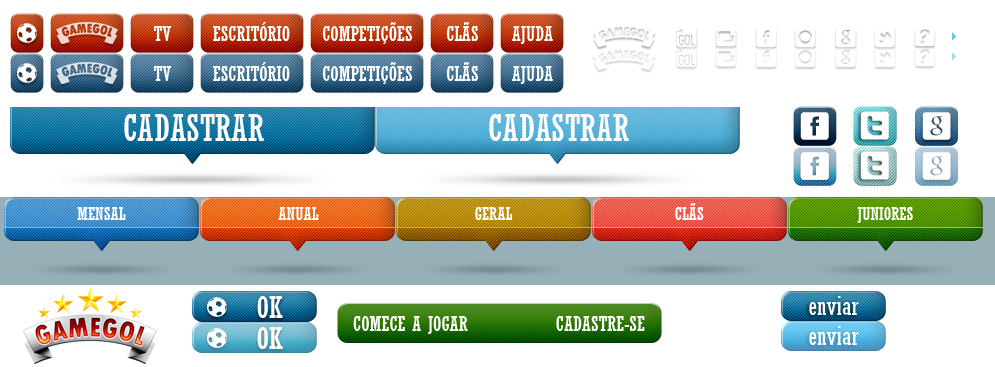 GAMEGOL TV ESCRITÓRIO COMPETIÇÕES CLÃS AJUDA
GAMEGOL TV ESCRITÓRIO COMPETIÇÕES CLÃS AJUDA
GAMEGOL GOL f g ?
GAMEGOL GOL f g ?
CADASTRAR CADASTRAR
f t g
f t g
MENSAL ANUAL GERAL CLÃS JUNIORES
GAMEGOL
OK
OK
COMECE A JOGAR CADASTRE-SE
enviar
enviar